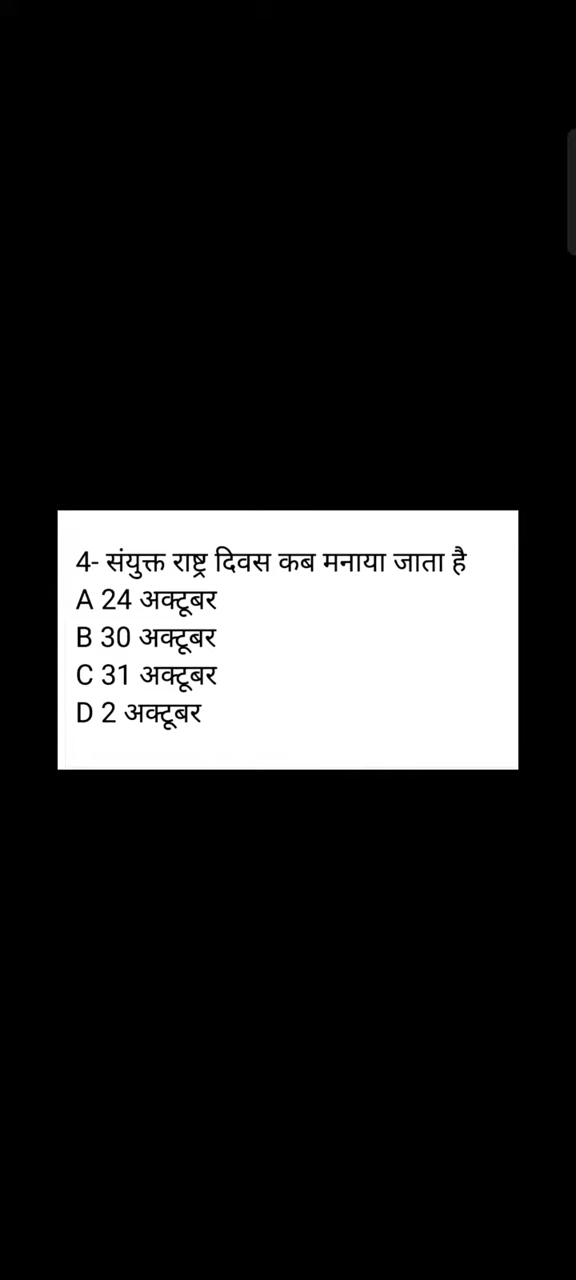 4- संयुक्त राष्ट्र दिवस कब मनाया जाता है
A 24 अक्टूबर
B 30 अक्टूबर
C 31 अक्टूबर
D 2 अक्टूबर